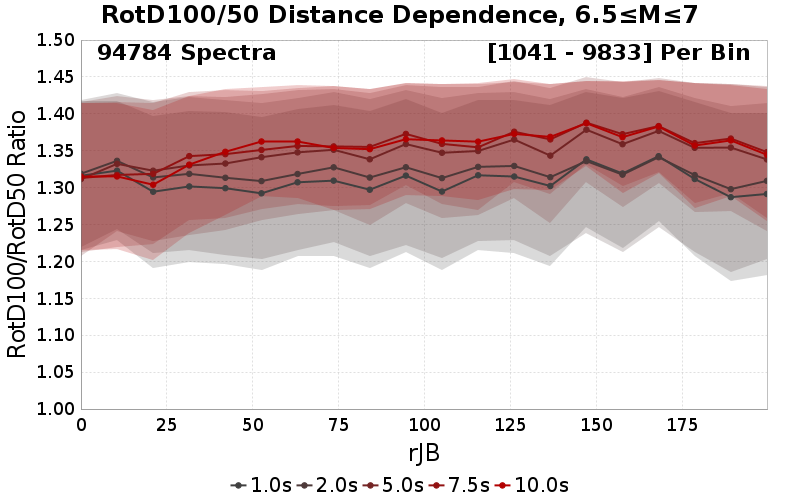 RotD100/50 Distance Dependence, 6.5≤M≤7
94784 Spectra
[1041 - 9833] Per Bin
RotD100/RotD50 Ratio
1.50
1.45
1.40
1.35
1.30
1.25
1.20
1.15
1.10
1.05
1.00
0 25 50 75 100 125 150 175
rJB
1.0s 2.0s 5.0s 7.5s 10.0s